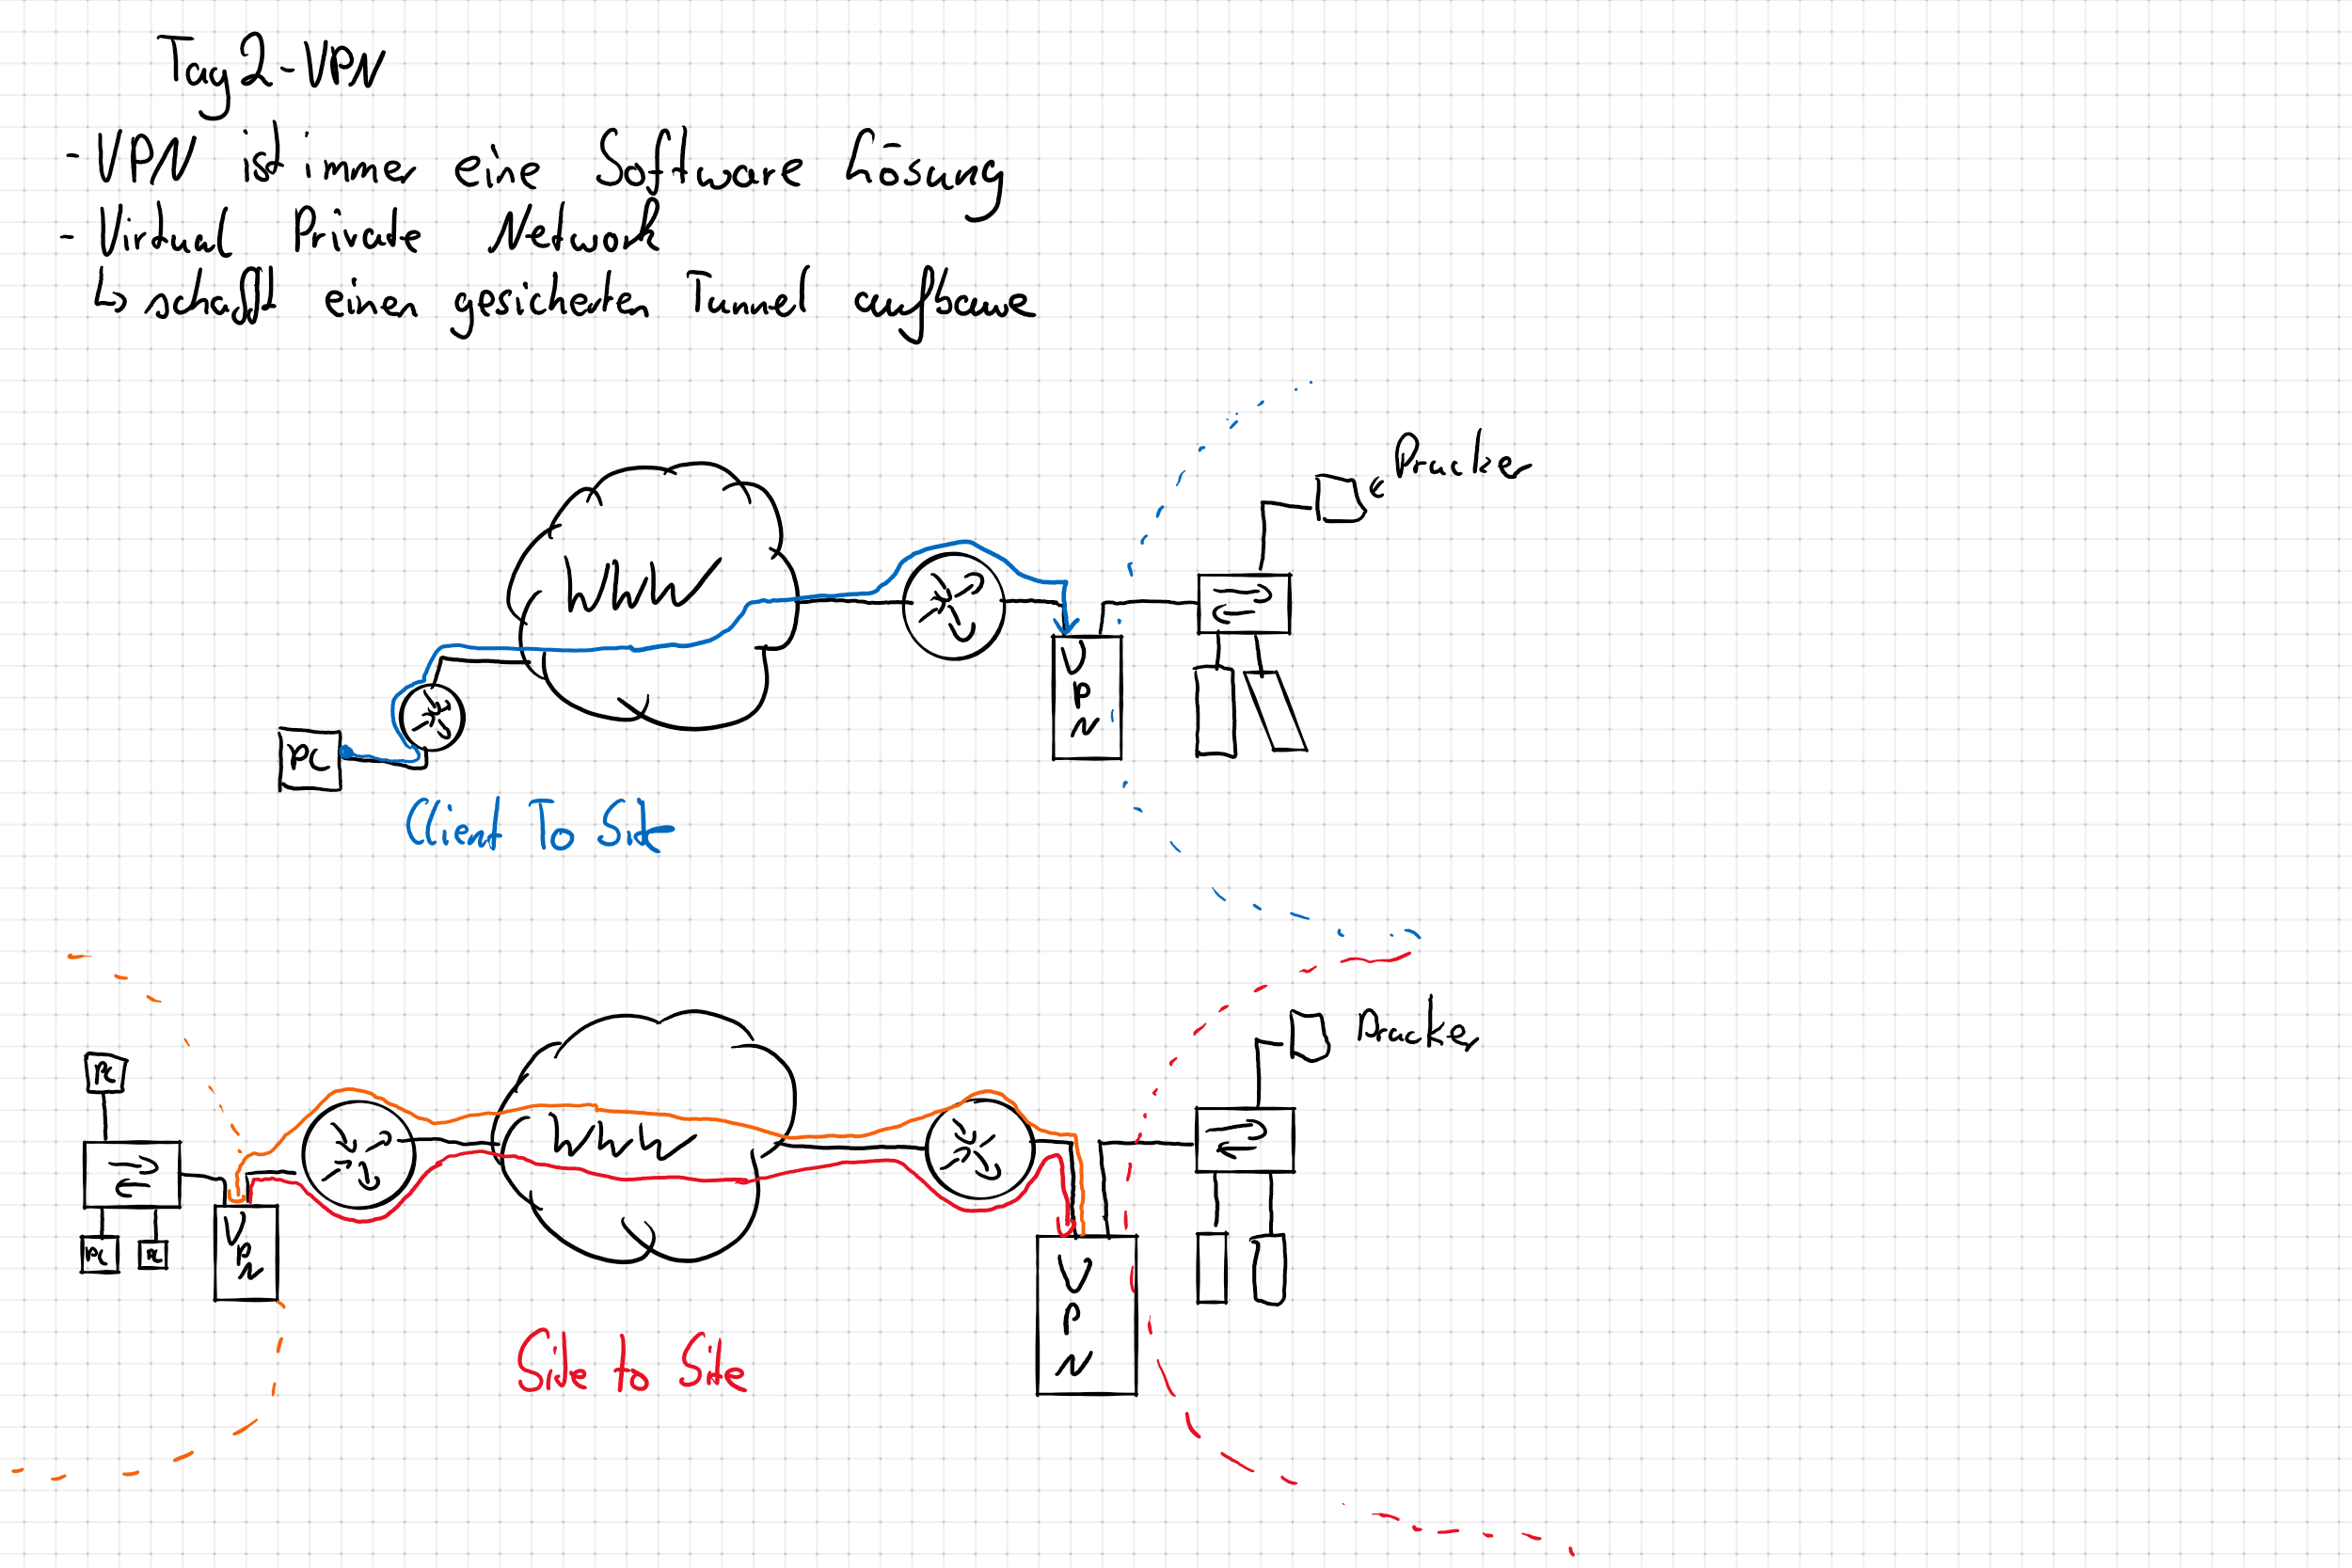 Tag 2 - VPN
- VPN ist immer eine Software Lösung
- Virtual Private Network
↳ schafft einen gesicherten Tunnel aufbaue
Drucker
WWW
VPN
PC
Client To Site
Drucker
PC
WWW
PC
PC
VPN
VPN
Site to Site